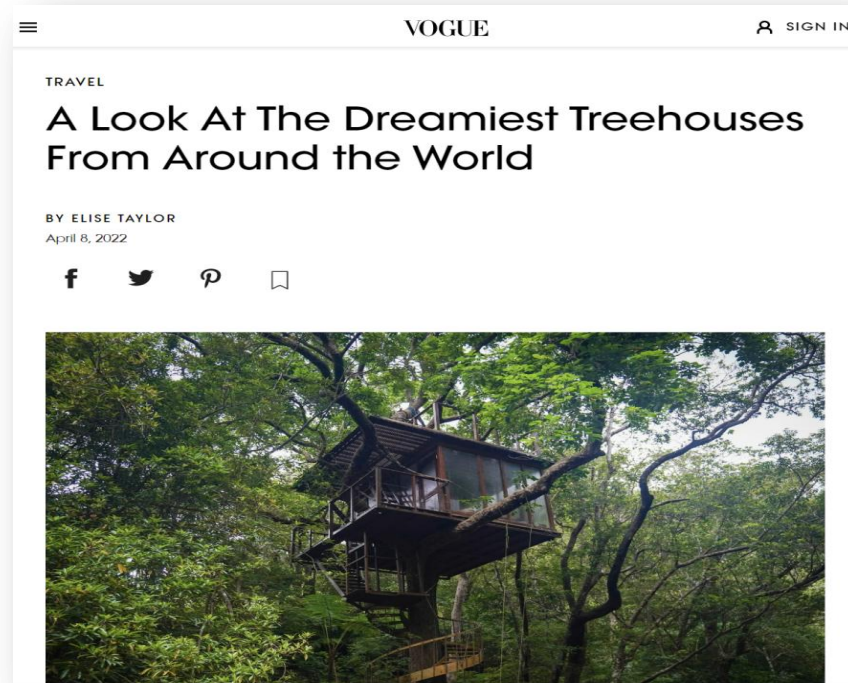 VOGUE
SIGN IN
TRAVEL
A Look At The Dreamiest Treehouses
From Around the World
BY ELISE TAYLOR
April 8, 2022